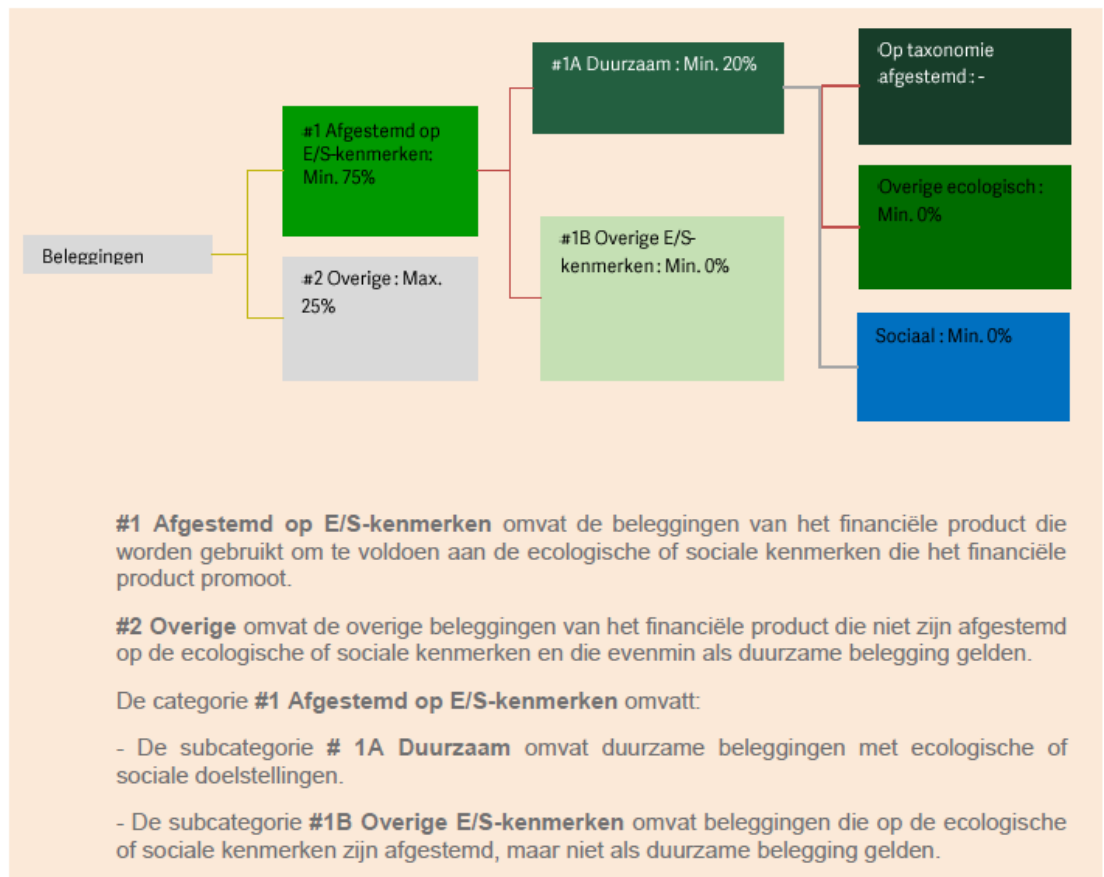 #1A Duurzaam : Min. 20%
Op taxonomie
afgestemd : -
#1 Afgestemd op
E/S-kenmerken:
Min. 75%
Overige ecologisch :
Min. 0%
#1B Overige E/S-
kenmerken : Min. 0%
Beleggingen
#2 Overige : Max.
25%
Sociaal : Min. 0%
#1 Afgestemd op E/S-kenmerken omvat de beleggingen van het financiële product die
worden gebruikt om te voldoen aan de ecologische of sociale kenmerken die het financiële
product promoot.
#2 Overige omvat de overige beleggingen van het financiële product die niet zijn afgestemd
op de ecologische of sociale kenmerken en die evenmin als duurzame belegging gelden.
De categorie #1 Afgestemd op E/S-kenmerken omvatt:
- De subcategorie # 1A Duurzaam omvat duurzame beleggingen met ecologische of
sociale doelstellingen.
- De subcategorie #1B Overige E/S-kenmerken omvat beleggingen die op de ecologische
of sociale kenmerken zijn afgestemd, maar niet als duurzame belegging gelden.